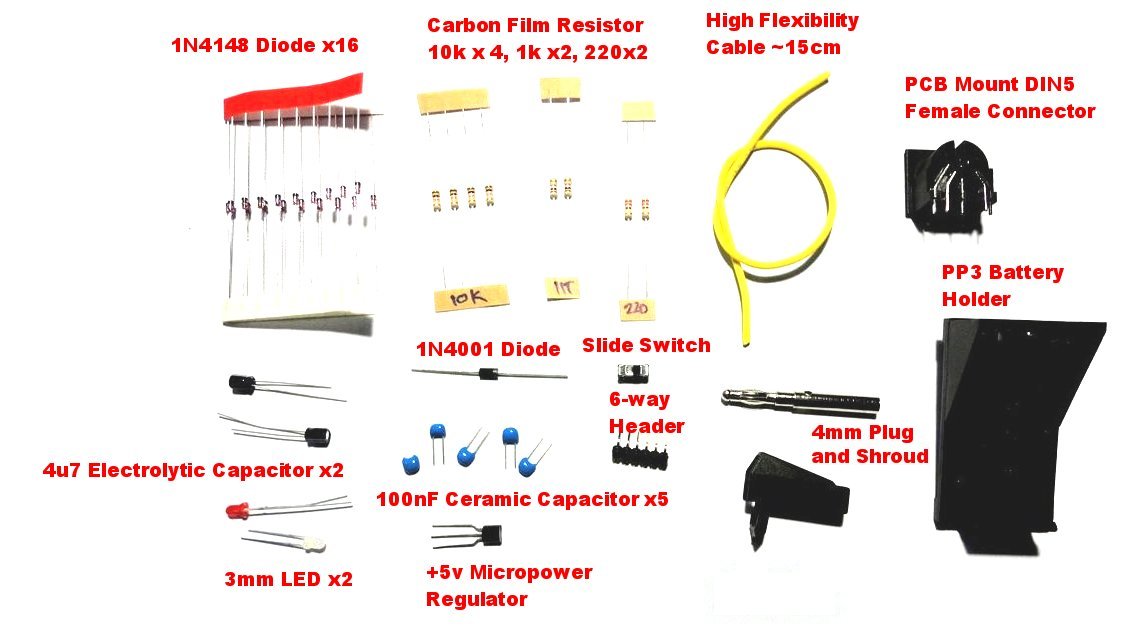 1N4148 Diode x16
Carbon Film Resistor
10k x 4, 1k x2, 220x2
High Flexibility
Cable ~15cm
PCB Mount DIN5
Female Connector
PP3 Battery
Holder
10K
220
1N4001 Diode
Slide Switch
6-way
Header
4mm Plug
and Shroud
4u7 Electrolytic Capacitor x2
100nF Ceramic Capacitor x5
3mm LED x2
+5v Micropower
Regulator